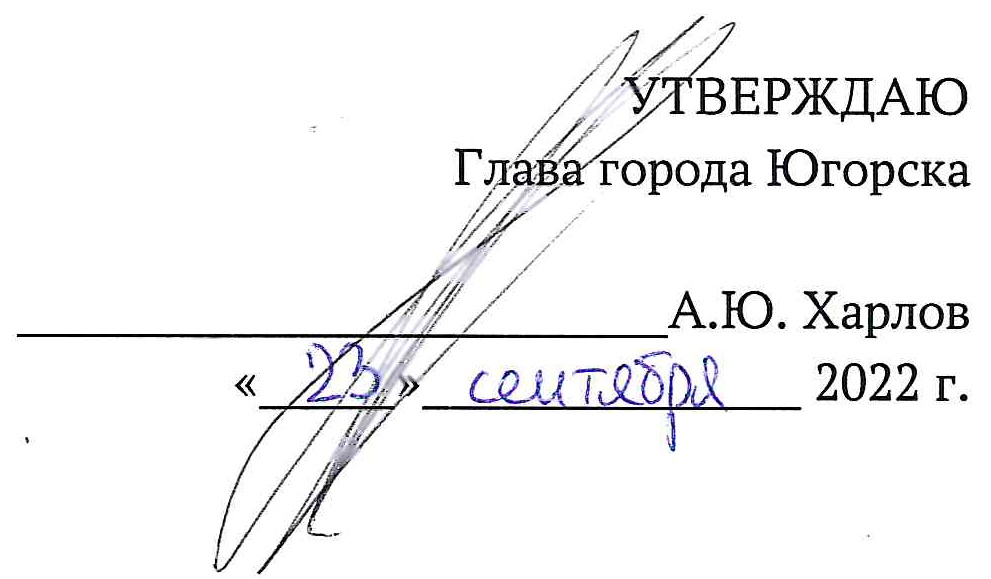 УТВЕРЖДАЮ
Глава города Югорска
А.Ю. Харлов
« 23 » сентября 2022 г.